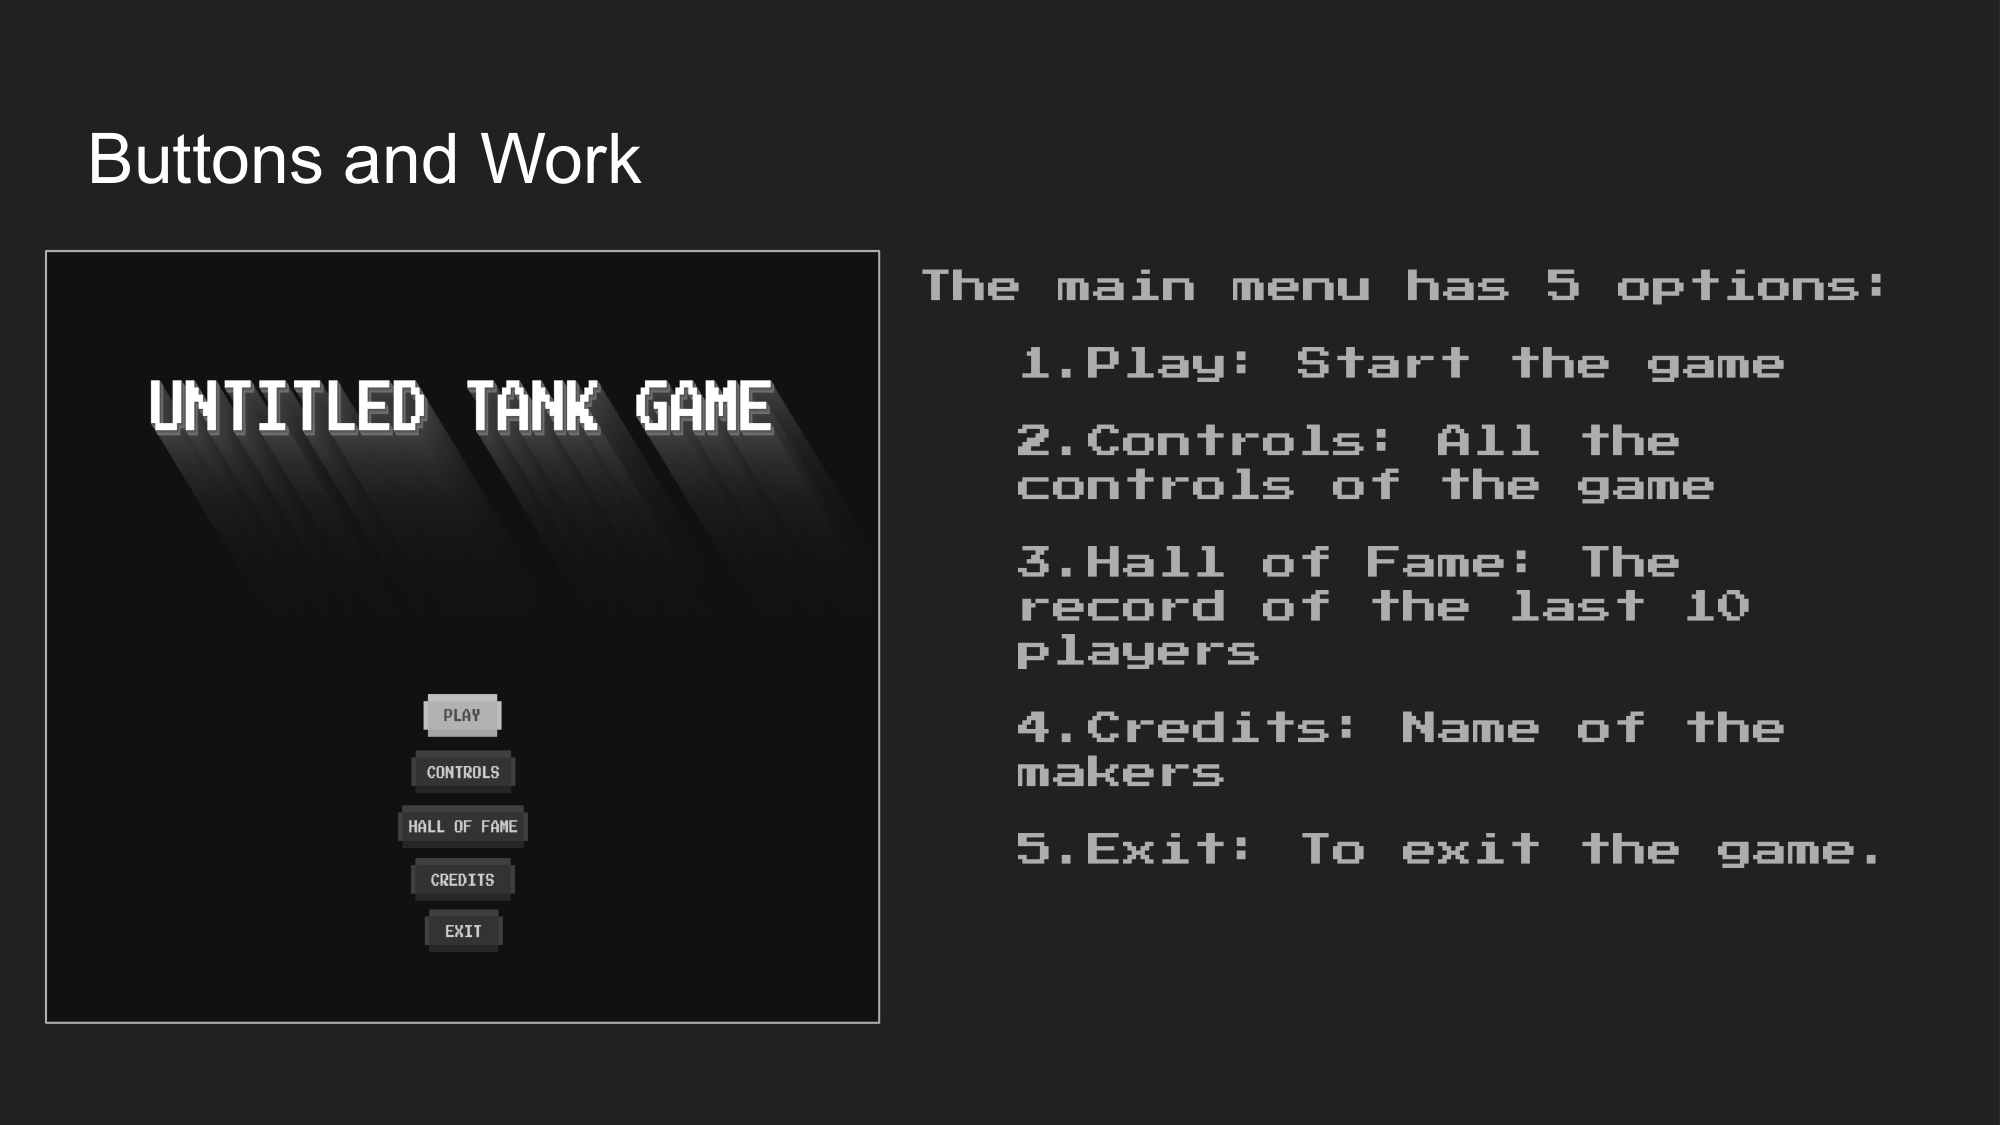 Buttons and Work
UNTITLED TANK GAME
PLAY
CONTROLS
HALL OF FAME
CREDITS
EXIT
The main menu has 5 options:
1.Play: Start the game
2.Controls: All the
controls of the game
3.Hall of Fame: The
record of the last 10
players
4.Credits: Name of the
makers
5.Exit: To exit the game.